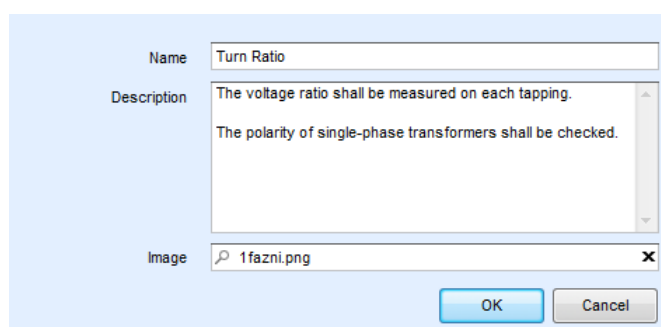 Name
Turn Ratio
Description
The voltage ratio shall be measured on each tapping.
The polarity of single-phase transformers shall be checked.
Image
1fazni.png
OK
Cancel